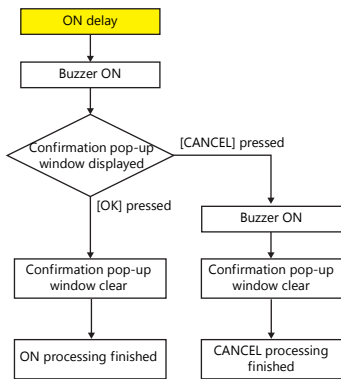 ON delay
Buzzer ON
Confirmation pop-up
window displayed
[CANCEL] pressed
[OK] pressed
Buzzer ON
Confirmation pop-up
window clear
Confirmation pop-up
window clear
ON processing finished
CANCEL processing
finished